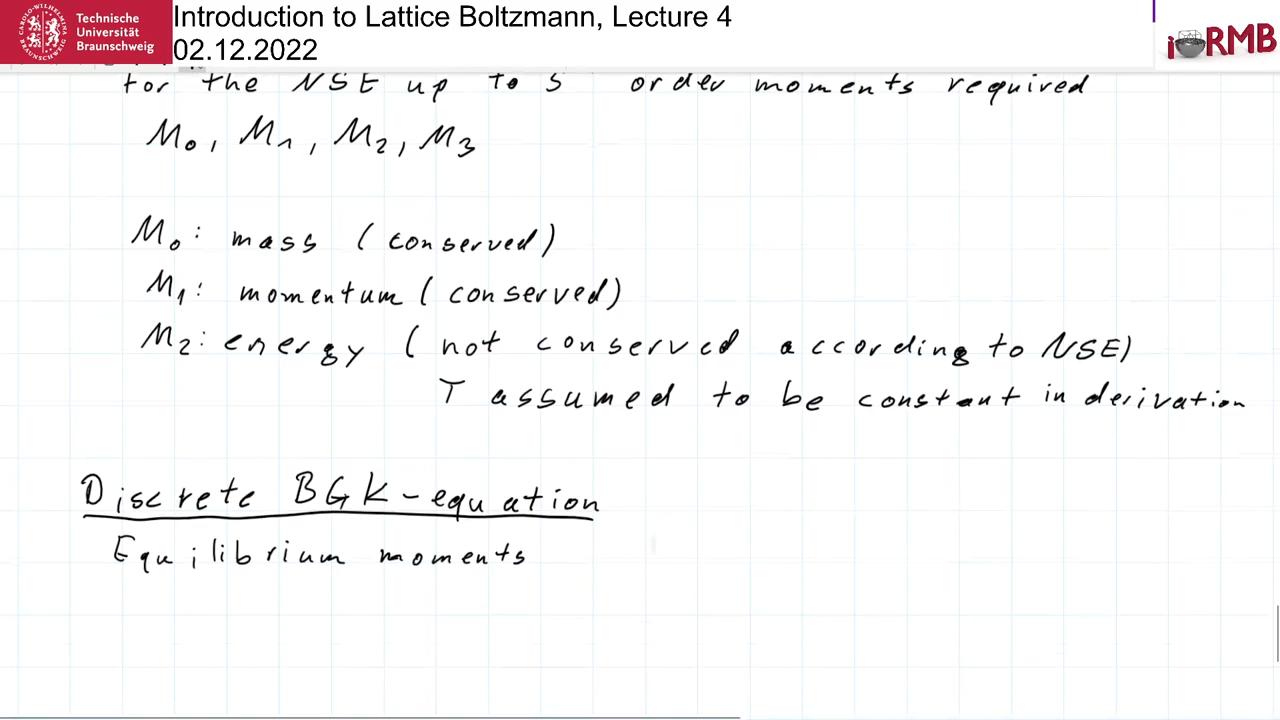 Technische
Universität
Braunschweig
Introduction to Lattice Boltzmann, Lecture 4
02.12.2022
iRMB
for the NSE up to order moments required
M₀, M₁, M₂, M₃
M₀: mass (conserved)
M₁: momentum (conserved)
M₂: energy (not conserved according to NSE)
T assumed to be constant in derivation
Discrete BGK-equation
Equilibrium moments